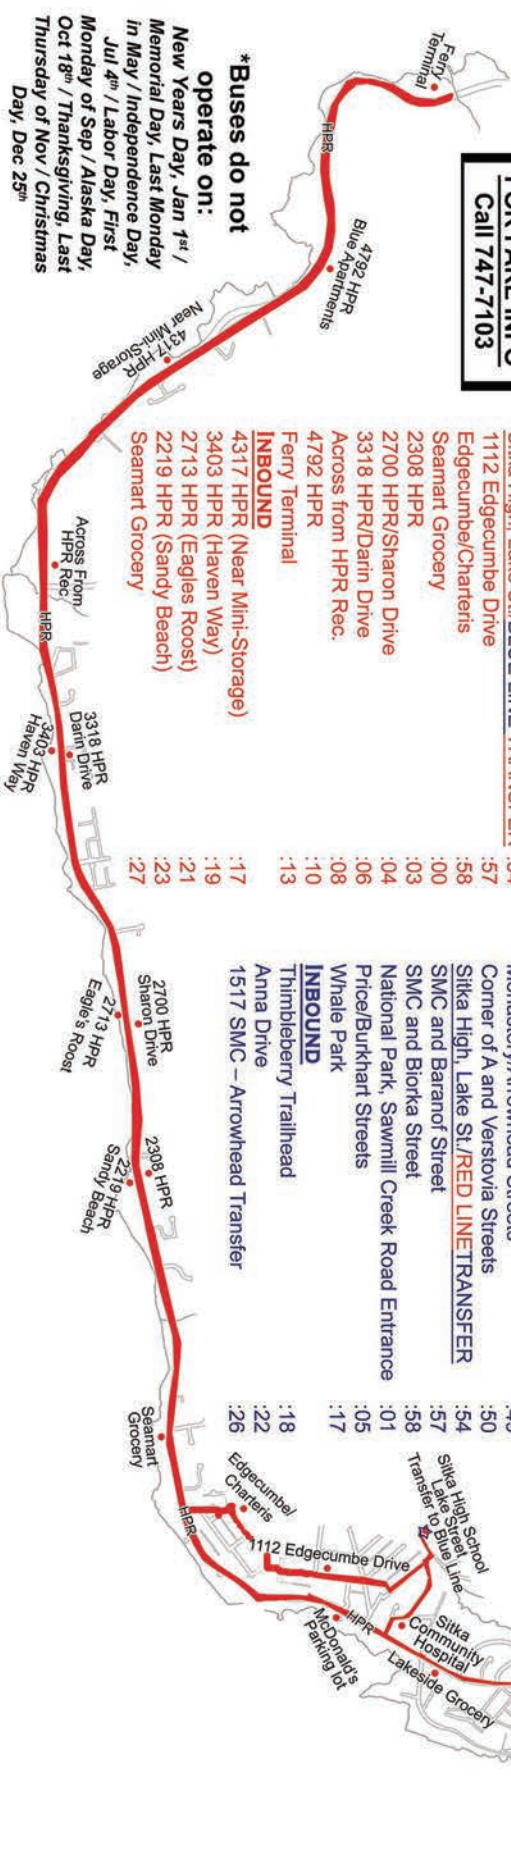 Call 747-7103
*Buses do not
operate on:
New Years Day, Jan 1st /
Memorial Day, Last Monday
in May / Independence Day,
Jul 4th / Labor Day, First
Monday of Sep / Alaska Day,
Oct 18th / Thanksgiving, Last
Thursday of Nov / Christmas
Day, Dec 25th
1112 Edgecumbe Drive :57
Edgecumbe/Charteris :58
Seamart Grocery :00
2308 HPR :03
2700 HPR/Sharon Drive :04
3318 HPR/Darin Drive :06
Across from HPR Rec. :08
4792 HPR :10
Ferry Terminal :13
INBOUND
4317 HPR (Near Mini-Storage) :17
3403 HPR (Haven Way) :19
2713 HPR (Eagles Roost) :21
2219 HPR (Sandy Beach) :23
Seamart Grocery :27
Corner of A and Verstovia Streets :50
Sitka High, Lake St./RED LINE TRANSFER :54
SMC and Baranof Street :57
SMC and Biorka Street :58
National Park, Sawmill Creek Road Entrance :01
Price/Burkhart Streets :05
Whale Park :17
INBOUND
Thimbleberry Trailhead :18
Anna Drive :22
1517 SMC – Arrowhead Transfer :26
Ferry
Terminal
HPR
4792 HPR
Blue Apartments
4317 HPR
Near Mini-Storage
Across From
HPR Rec
HPR
3318 HPR
Darin Drive
3403 HPR
Haven Way
2700 HPR
Sharon Drive
2713 HPR
Eagle's Roost
2308 HPR
2219 HPR
Sandy Beach
Seamart
Grocery
HPR
Edgecumbe/
Charteris
1112 Edgecumbe Drive
Sitka High School
Lake Street
Transfer to Blue Line
HPR
McDonald's
Parking lot
Sitka
Community
Hospital
Lakeside Grocery